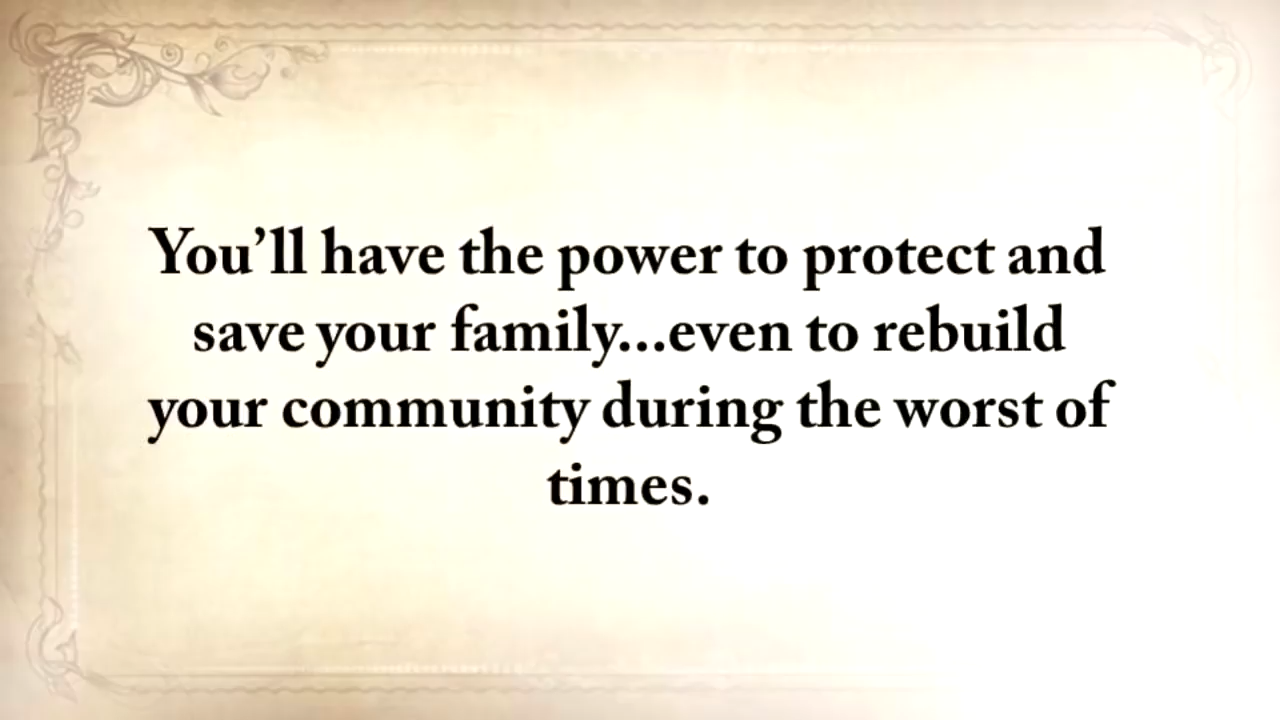 You’ll have the power to protect and
save your family...even to rebuild
your community during the worst of
times.